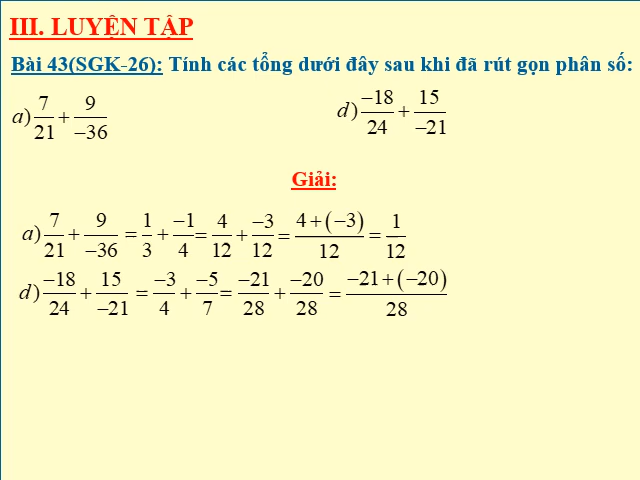 III. LUYỆN TẬP
Bài 43(SGK-26): Tính các tổng dưới đây sau khi đã rút gọn phân số:
a) 7/21 + 9/-36
d) -18/24 + 15/-21
Giải:
a) 7/21 + 9/-36 = 1/3 + -1/4 = 4/12 + -3/12 = 4+(-3)/12 = 1/12
d) -18/24 + 15/-21 = -3/4 + -5/7 = -21/28 + -20/28 = -21+(-20)/28